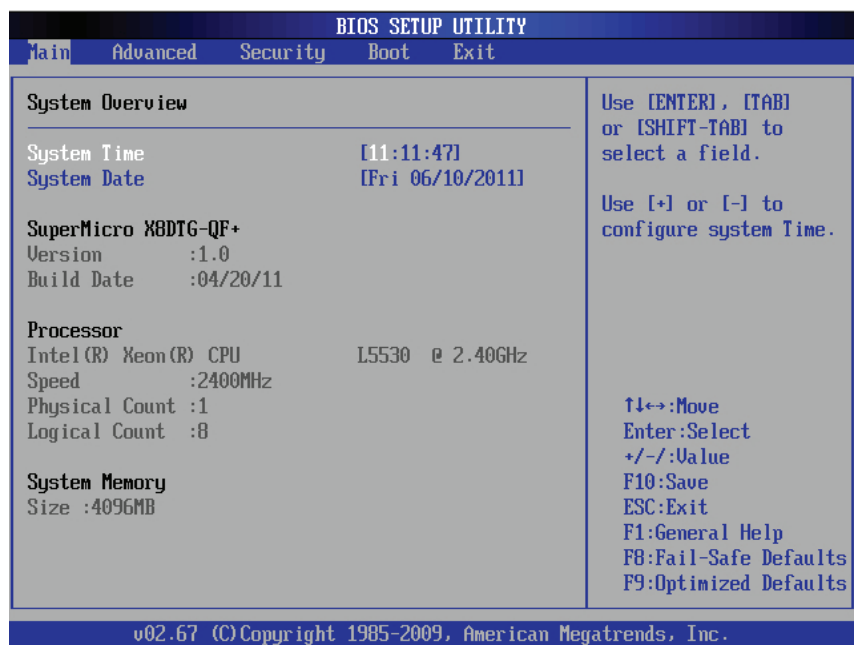 BIOS SETUP UTILITY
Main Advanced Security Boot Exit
System Overview
System Time [11:11:47]
System Date [Fri 06/10/2011]
SuperMicro X8DTG-QF+
Version :1.0
Build Date :04/20/11
Processor
Intel(R) Xeon(R) CPU L5530 @ 2.40GHz
Speed :2400MHz
Physical Count :1
Logical Count :8
System Memory
Size :4096MB
Use [ENTER], [TAB]
or [SHIFT-TAB] to
select a field.
Use [+] or [-] to
configure system Time.
↑↓←→:Move
Enter:Select
+/-/:Value
F10:Save
ESC:Exit
F1:General Help
F8:Fail-Safe Defaults
F9:Optimized Defaults
v02.67 (C)Copyright 1985-2009, American Megatrends, Inc.